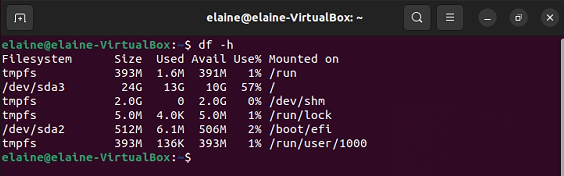 elaine@elaine-VirtualBox: ~
elaine@elaine-VirtualBox:~$ df -h
Filesystem      Size  Used Avail Use% Mounted on
tmpfs           393M  1.6M  391M   1% /run
/dev/sda3        24G   13G   10G  57% /
tmpfs           2.0G     0  2.0G   0% /dev/shm
tmpfs           5.0M  4.0K  5.0M   1% /run/lock
/dev/sda2       512M  6.1M  506M   2% /boot/efi
tmpfs           393M  136K  393M   1% /run/user/1000
elaine@elaine-VirtualBox:~$